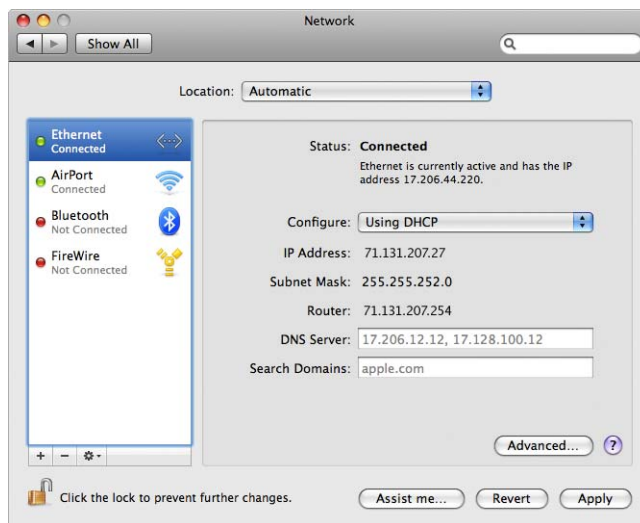 Network
Show All
Location: Automatic
Ethernet
Connected
AirPort
Connected
Bluetooth
Not Connected
FireWire
Not Connected
Status: Connected
Ethernet is currently active and has the IP
address 17.206.44.220.
Configure: Using DHCP
IP Address: 71.131.207.27
Subnet Mask: 255.255.252.0
Router: 71.131.207.254
DNS Server: 17.206.12.12, 17.128.100.12
Search Domains: apple.com
Advanced... ?
+ −
Click the lock to prevent further changes.
Assist me... Revert Apply